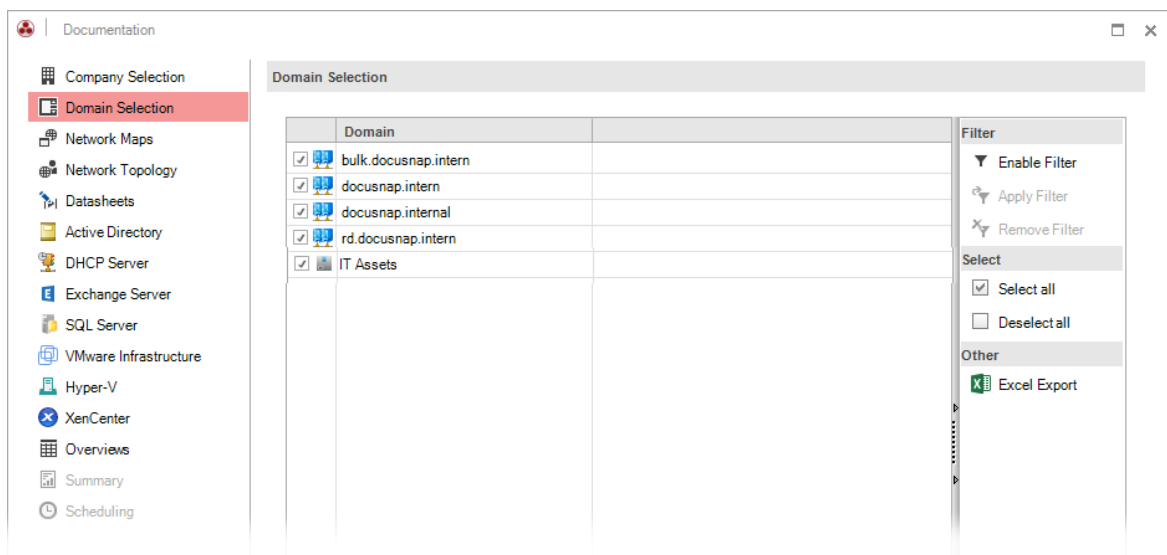 Documentation
Company Selection
Domain Selection
Network Maps
Network Topology
Datasheets
Active Directory
DHCP Server
Exchange Server
SQL Server
VMware Infrastructure
Hyper-V
XenCenter
Overviews
Summary
Scheduling
Domain Selection
Domain
bulk.docusnap.intern
docusnap.intern
docusnap.internal
rd.docusnap.intern
IT Assets
Filter
Enable Filter
Apply Filter
Remove Filter
Select
Select all
Deselect all
Other
Excel Export